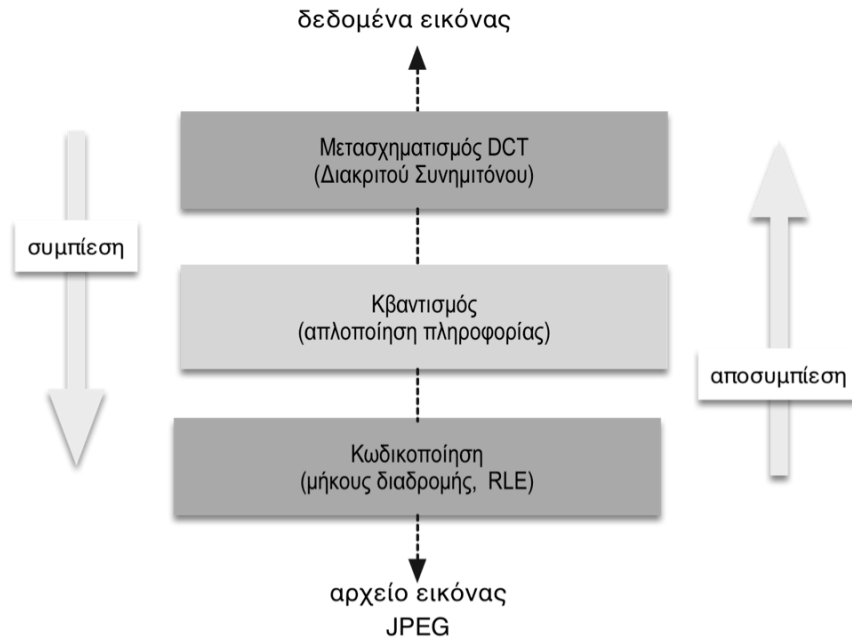 δεδομένα εικόνας
Μετασχηματισμός DCT
(Διακριτού Συνημιτόνου)
συμπίεση
Κβαντισμός
(απλοποίηση πληροφορίας)
αποσυμπίεση
Κωδικοποίηση
(μήκους διαδρομής, RLE)
αρχείο εικόνας
JPEG